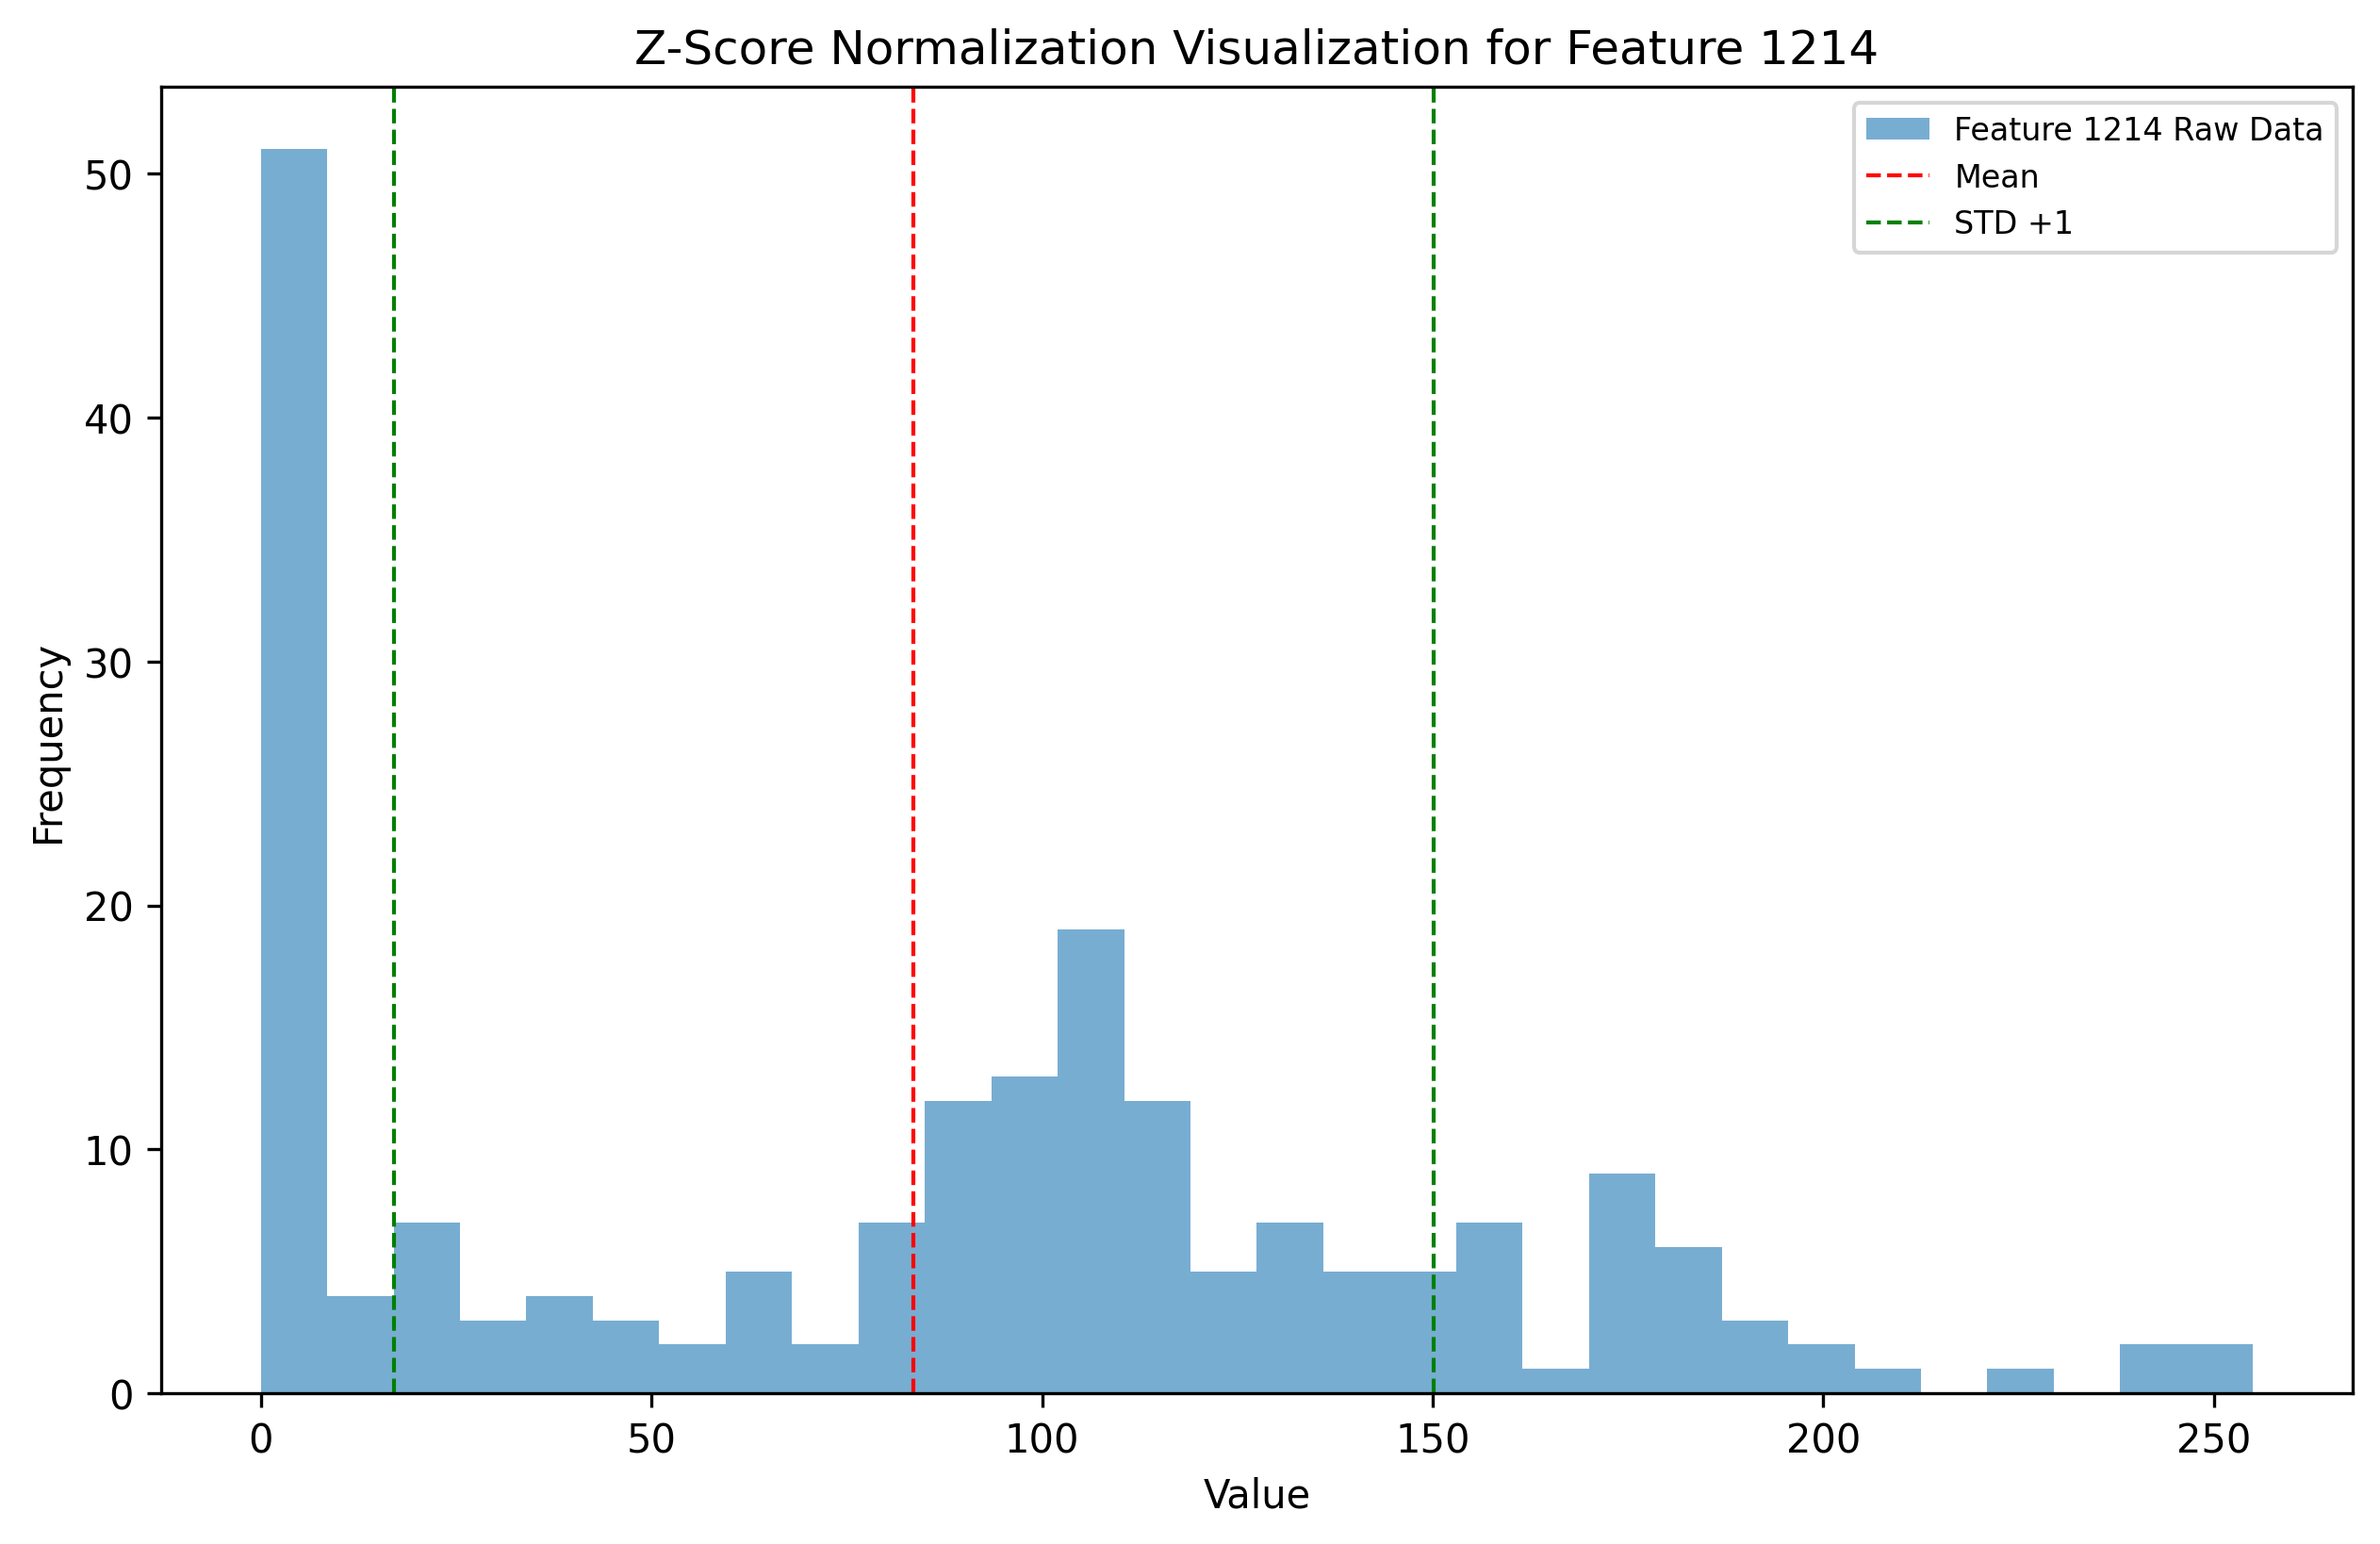 Z-Score Normalization Visualization for Feature 1214
Feature 1214 Raw Data
Mean
STD +1
50
40
30
20
10
0
Frequency
0 50 100 150 200 250
Value